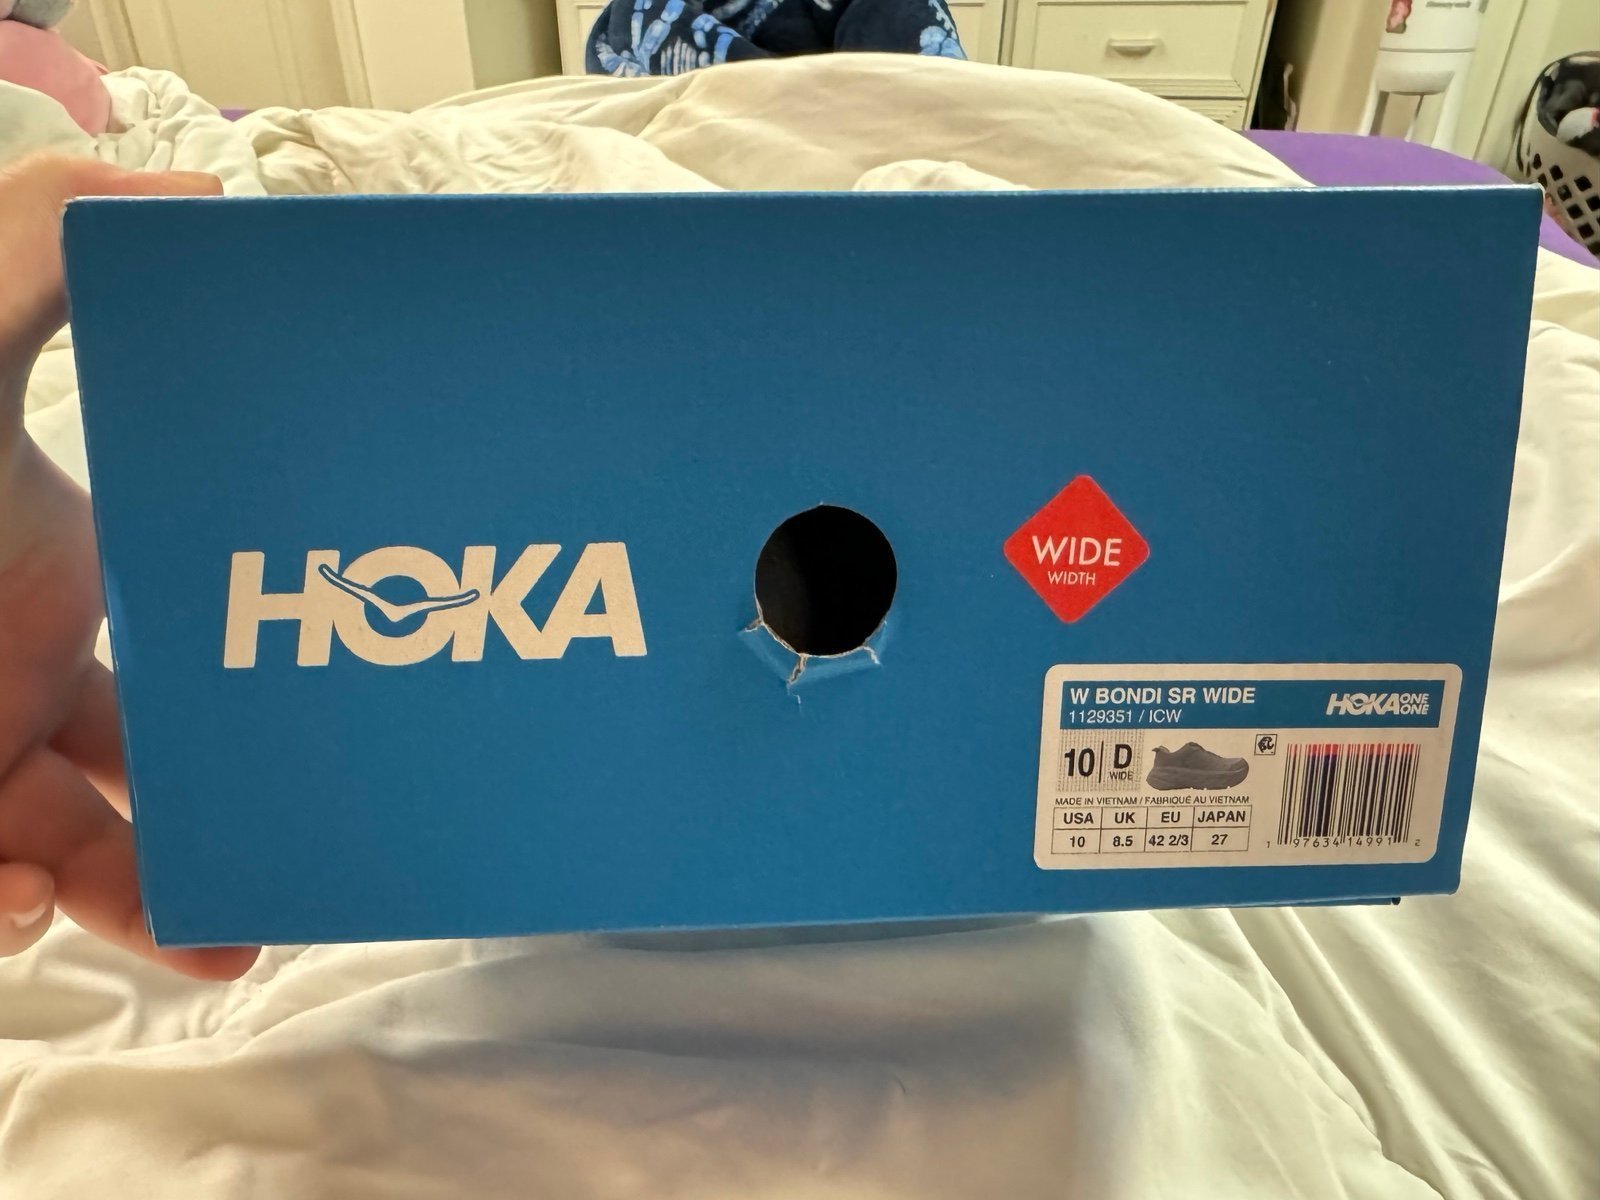 HOKA
WIDE
WIDTH
W BONDI SR WIDE
1129351 / ICW
HOKA ONE ONE
10 D
WIDE
MADE IN VIETNAM / FABRIQUÉ AU VIETNAM
USA UK EU JAPAN
10 8.5 42 2/3 27
1 97634 14991 2